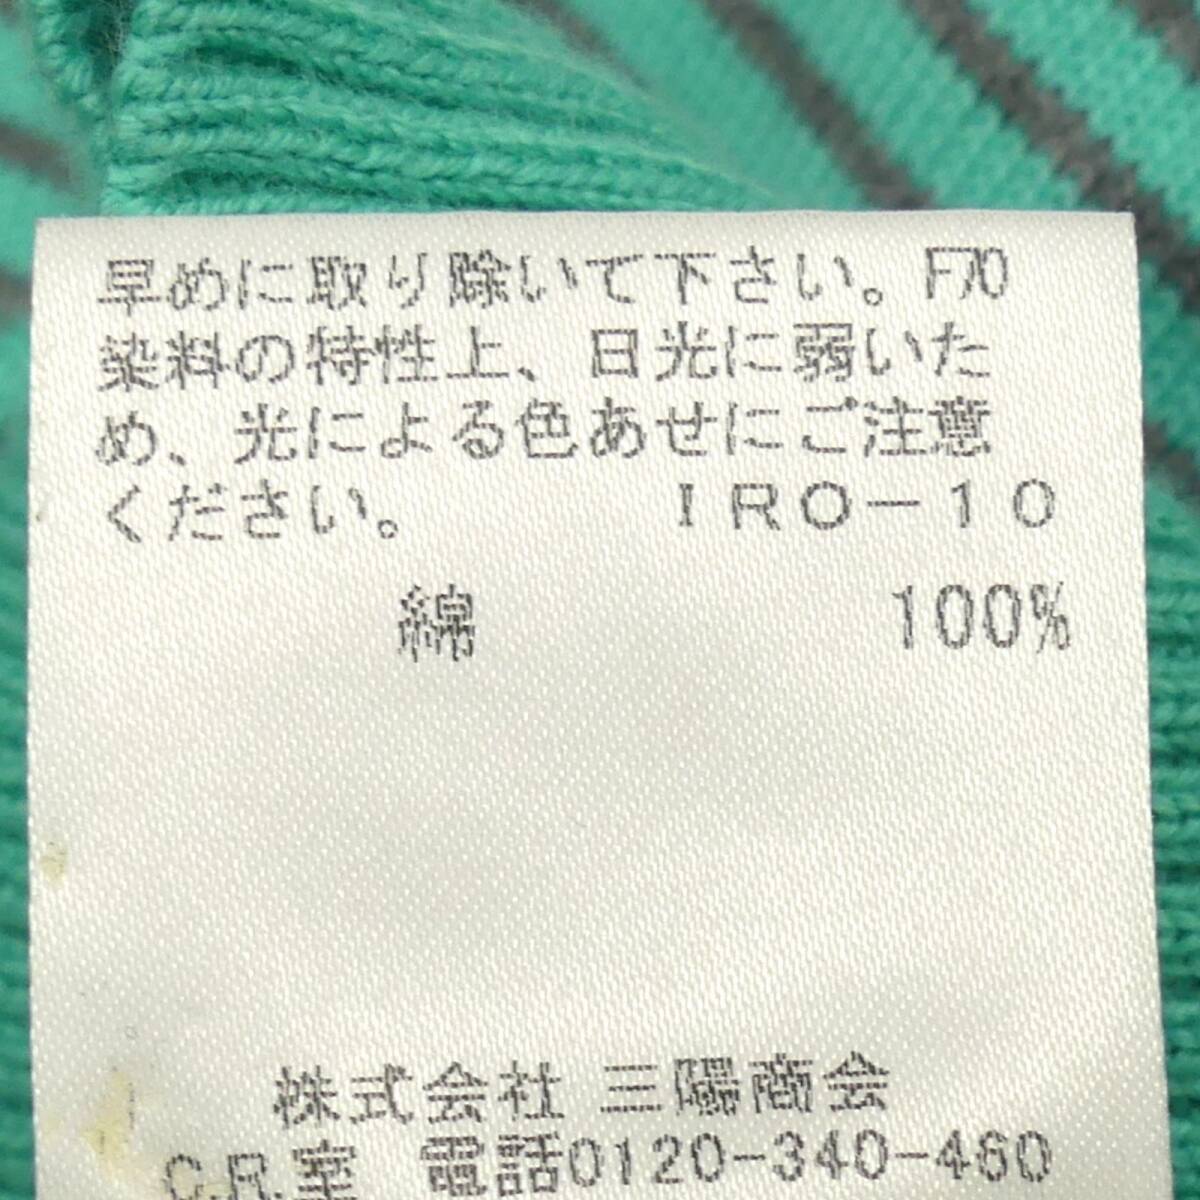 早めに取り除いて下さい。F70
染料の特性上、日光に弱いた
め、光による色あせにご注意
ください。 IRO-10
綿 100%
株式会社 三陽商会
C.R.室 電話0120-340-460